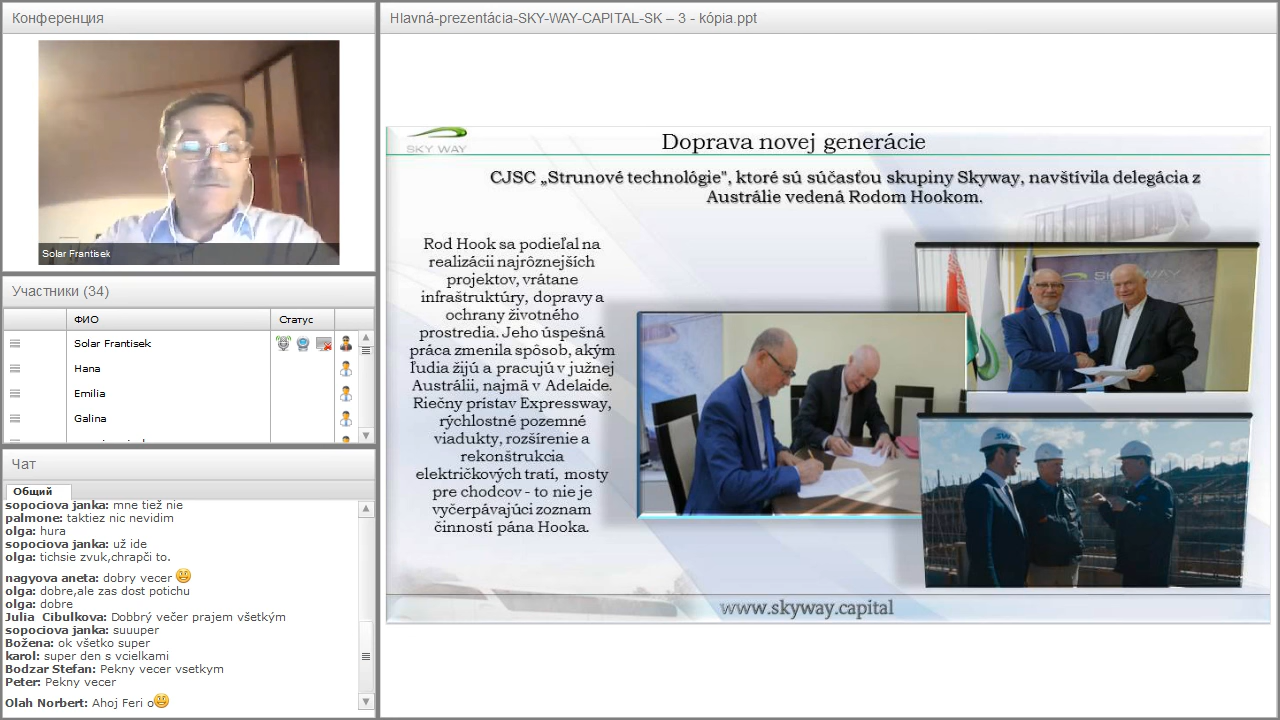 Конференция
Solar Frantisek
Участники (34)
ФИО
Статус
Solar Frantisek
Hana
Emilia
Galina
Чат
Общий
sopociova janka: mne tiež nie
palmone: taktiez nic nevidim
olga: hura
sopociova janka: už ide
olga: tichsie zvuk,chrapči to.
nagyova aneta: dobry vecer
olga: dobre,ale zas dost potichu
olga: dobre
Julia Cibulkova: Dobbrý večer prajem všetkým
sopociova janka: suuuper
Božena: ok všetko super
karol: super den s vcielkami
Bodzar Stefan: Pekny vecer vsetkym
Peter: Pekny vecer
Olah Norbert: Ahoj Feri o
Hlavná-prezentácia-SKY-WAY-CAPITAL-SK – 3 - kópia.ppt
SKY WAY
Doprava novej generácie
CJSC „Strunové technológie", ktoré sú súčasťou skupiny Skyway, navštívila delegácia z
Austrálie vedená Rodom Hookom.
Rod Hook sa podieľal na
realizácii najrôznejších
projektov, vrátane
infraštruktúry, dopravy a
ochrany životného
prostredia. Jeho úspešná
práca zmenila spôsob, akým
ľudia žijú a pracujú v južnej
Austrálii, najmä v Adelaide.
Riečny prístav Expressway,
rýchlostné pozemné
viadukty, rozšírenie a
rekonštrukcia
električkových tratí, mosty
pre chodcov - to nie je
vyčerpávajúci zoznam
činností pána Hooka.
SKY WAY
SW
www.skyway.capital